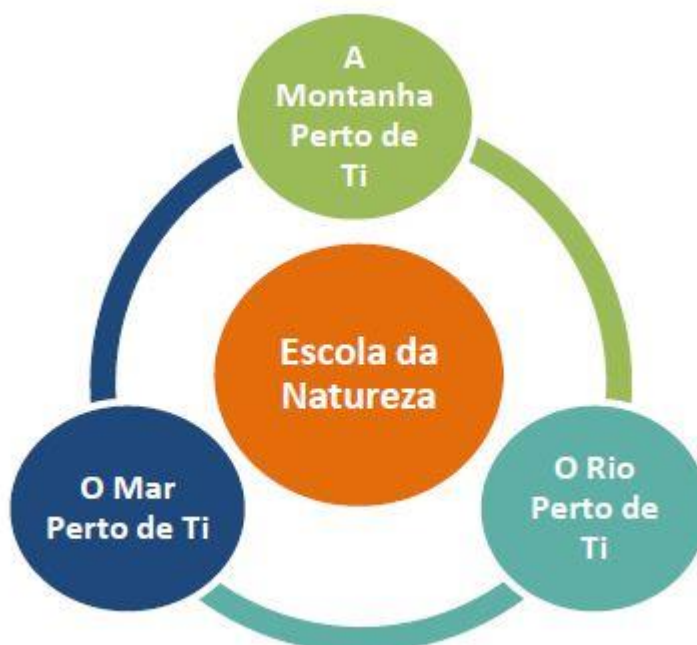 A
Montanha
Perto de
Ti
Escola da
Natureza
O Mar
Perto de Ti
O Rio
Perto de
Ti